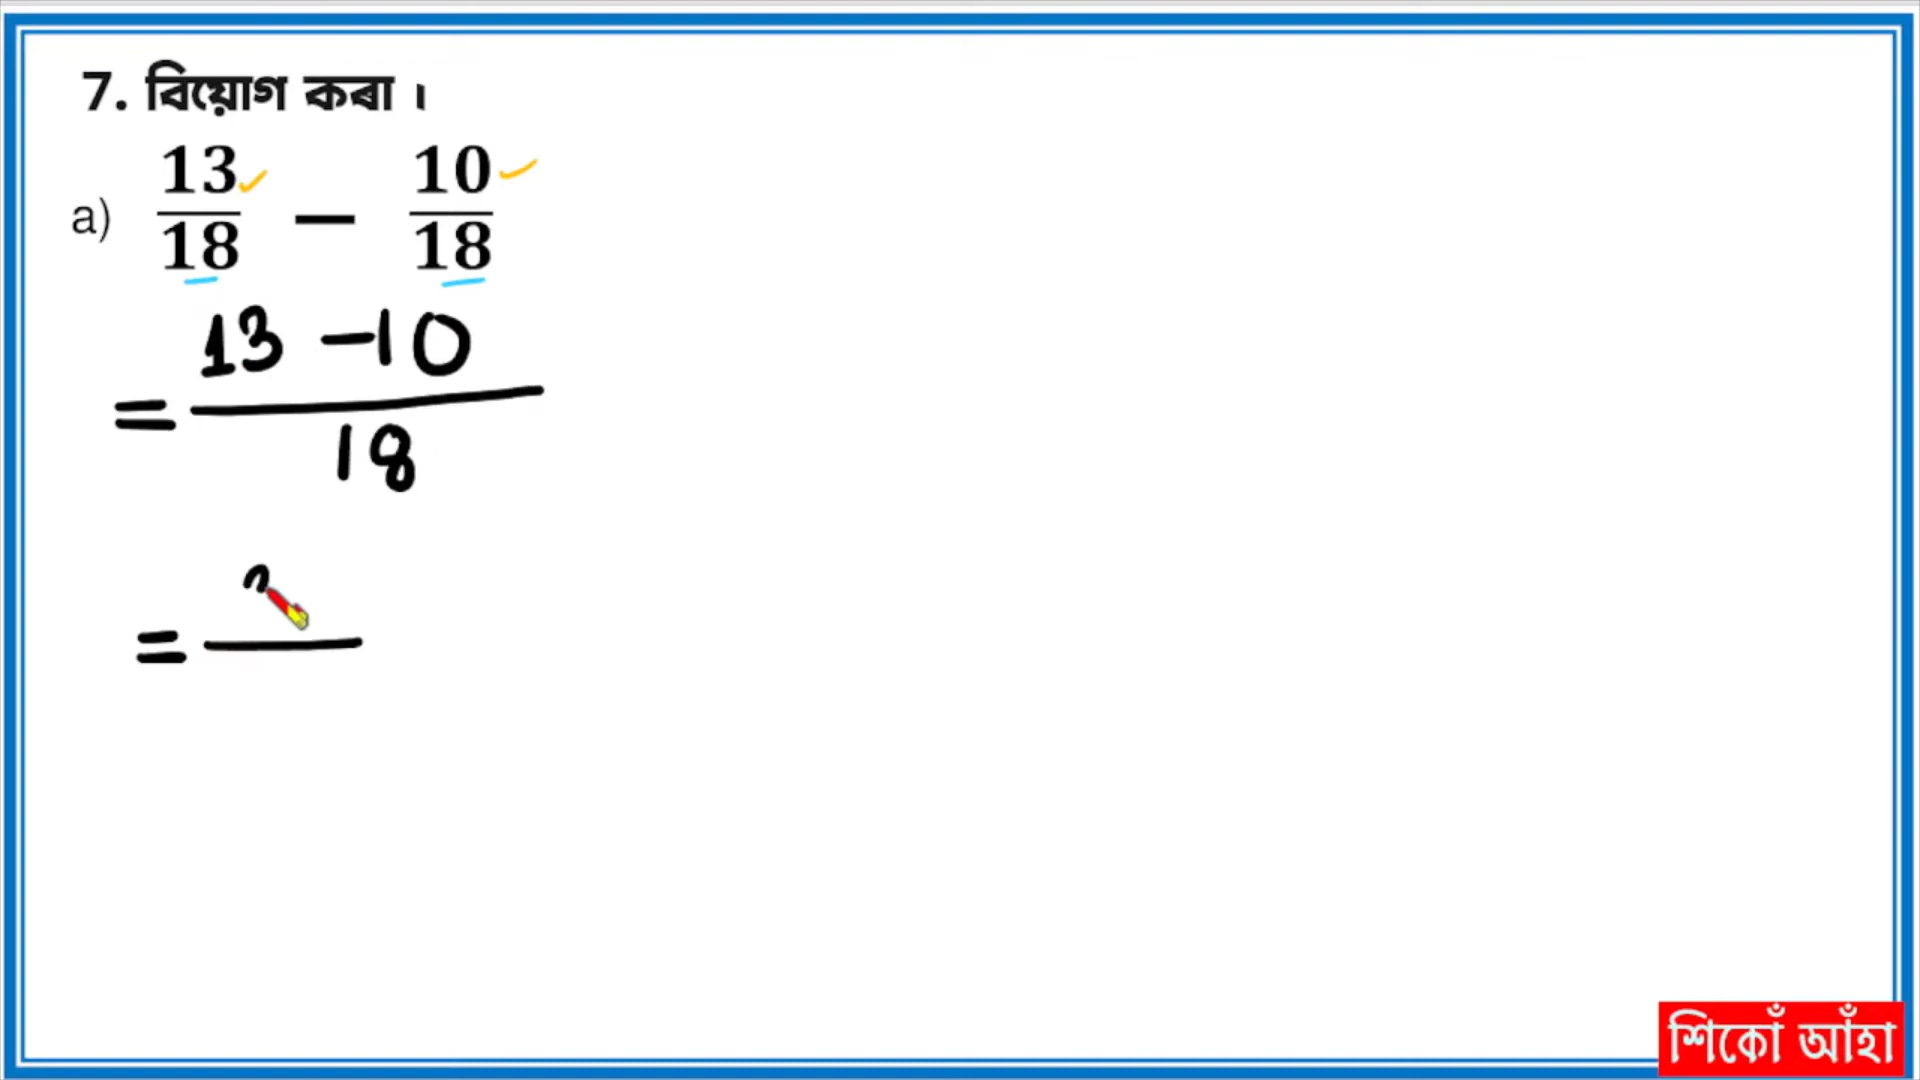 7. বিয়োগ কৰা ।
a) 13/18 − 10/18
= 13 − 10 / 18
=
শিকোঁ আঁহা